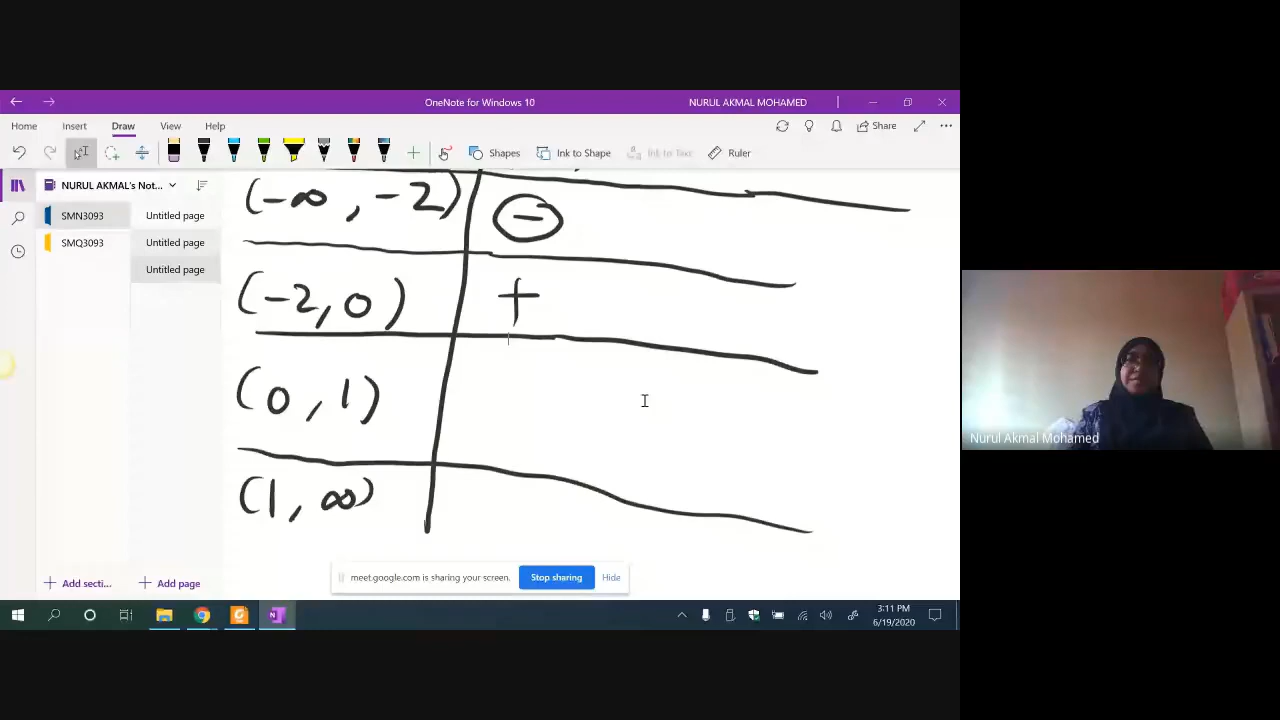 OneNote for Windows 10
NURUL AKMAL MOHAMED
Home
Insert
Draw
View
Help
Share
Shapes
Ink to Shape
Ink to Text
Ruler
NURUL AKMAL's Not...
SMN3093
SMQ3093
Untitled page
Untitled page
Untitled page
(-∞, -2) -
(-2, 0) +
(0, 1)
(1, ∞)
Nurul Akmal Mohamed
meet.google.com is sharing your screen.
Stop sharing
Hide
+ Add secti...
+ Add page
3:11 PM
6/19/2020